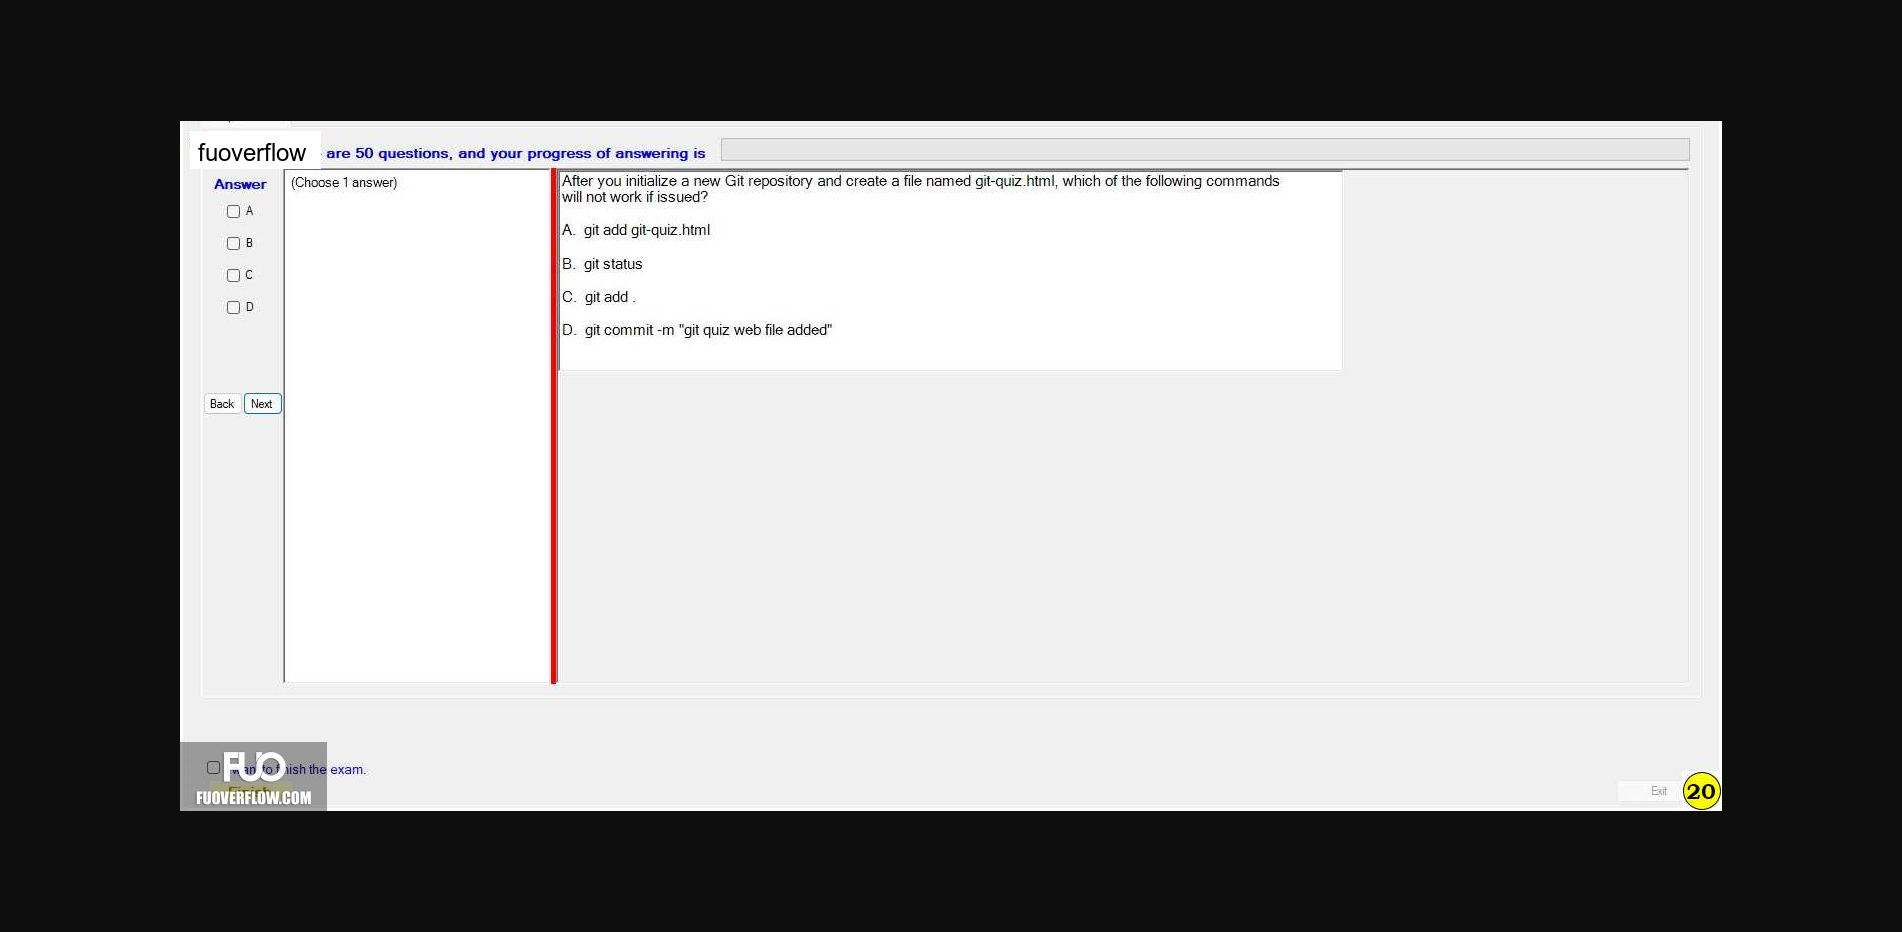 fuoverflow are 50 questions, and your progress of answering is
Answer
(Choose 1 answer)
A
B
C
D
Back Next
After you initialize a new Git repository and create a file named git-quiz.html, which of the following commands
will not work if issued?
A. git add git-quiz.html
B. git status
C. git add .
D. git commit -m "git quiz web file added"
FUO
to finish the exam.
Finish
FUOVERFLOW.COM
Exit
20